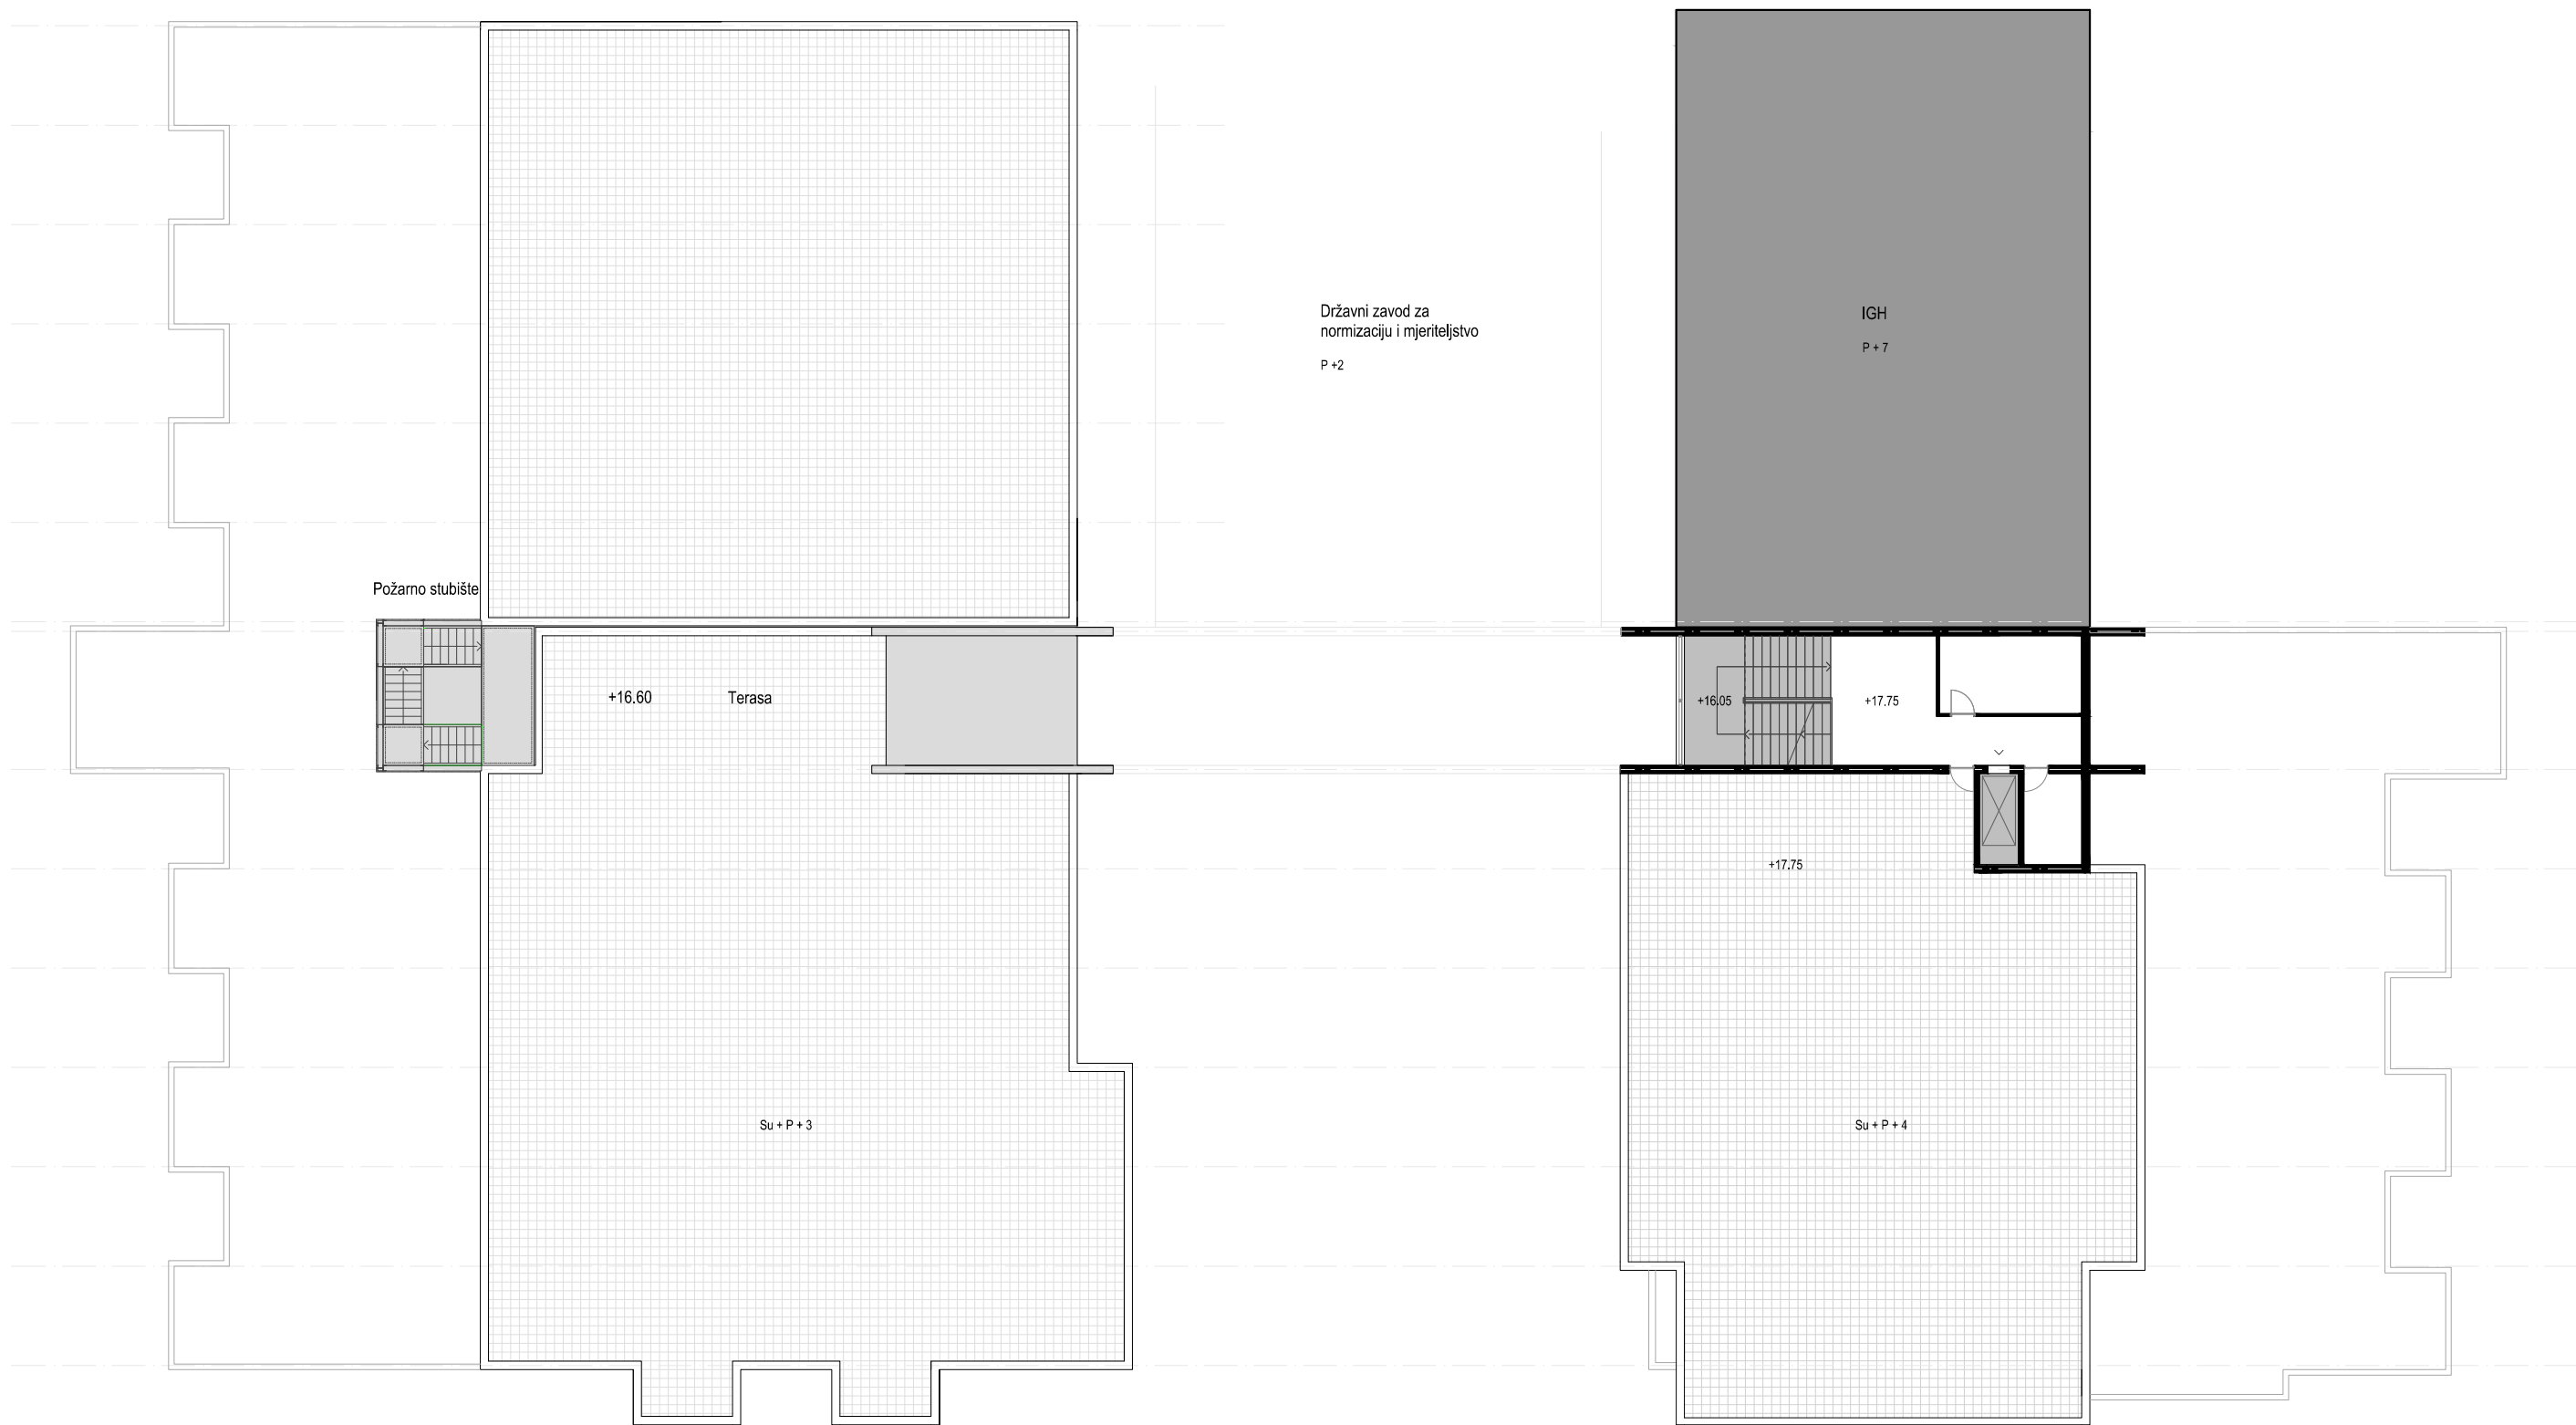 Državni zavod za
normizaciju i mjeriteljstvo
P +2
IGH
P + 7
Požarno stubište
+16.60
Terasa
+16.05
+17.75
+17.75
Su + P + 3
Su + P + 4